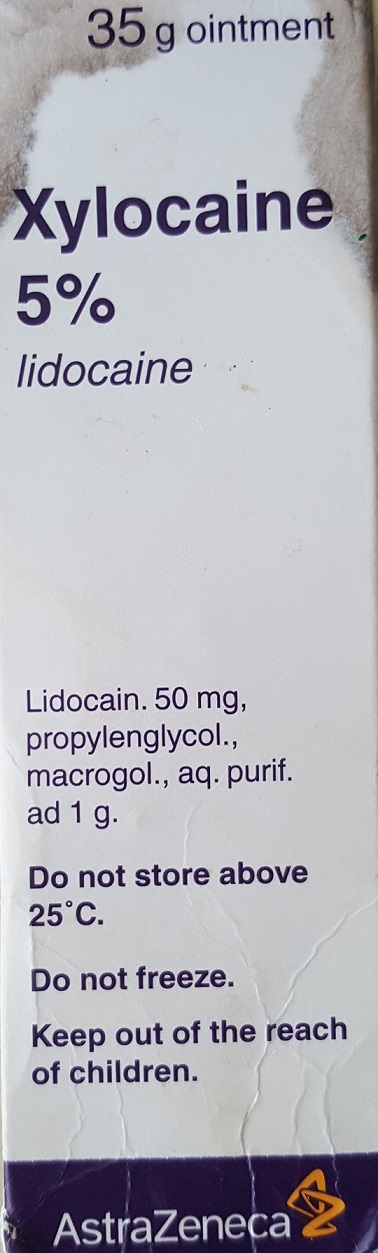 35 g ointment
Xylocaine
5%
lidocaine
Lidocain. 50 mg,
propylenglycol.,
macrogol., aq. purif.
ad 1 g.
Do not store above
25°C.
Do not freeze.
Keep out of the reach
of children.
AstraZeneca